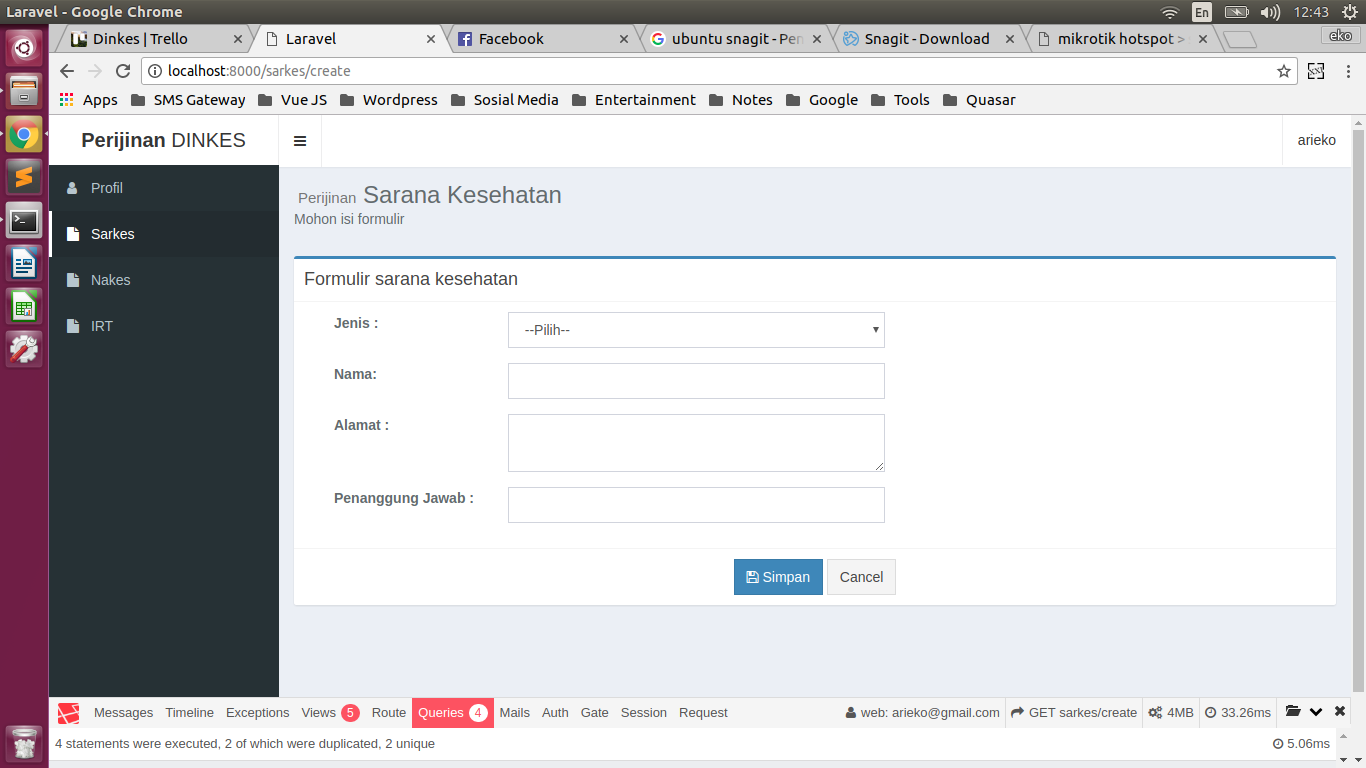 Laravel - Google Chrome
En
12:43
Dinkes | Trello
Laravel
Facebook
ubuntu snagit - Pen
Snagit - Download
mikrotik hotspot >
eko
localhost:8000/sarkes/create
Apps
SMS Gateway
Vue JS
Wordpress
Sosial Media
Entertainment
Notes
Google
Tools
Quasar
Perijinan DINKES
arieko
Profil
Sarkes
Nakes
IRT
Perijinan Sarana Kesehatan
Mohon isi formulir
Formulir sarana kesehatan
Jenis :
--Pilih--
Nama:
Alamat :
Penanggung Jawab :
Simpan
Cancel
Messages
Timeline
Exceptions
Views 5
Route
Queries 4
Mails
Auth
Gate
Session
Request
web: arieko@gmail.com
GET sarkes/create
4MB
33.26ms
4 statements were executed, 2 of which were duplicated, 2 unique
5.06ms